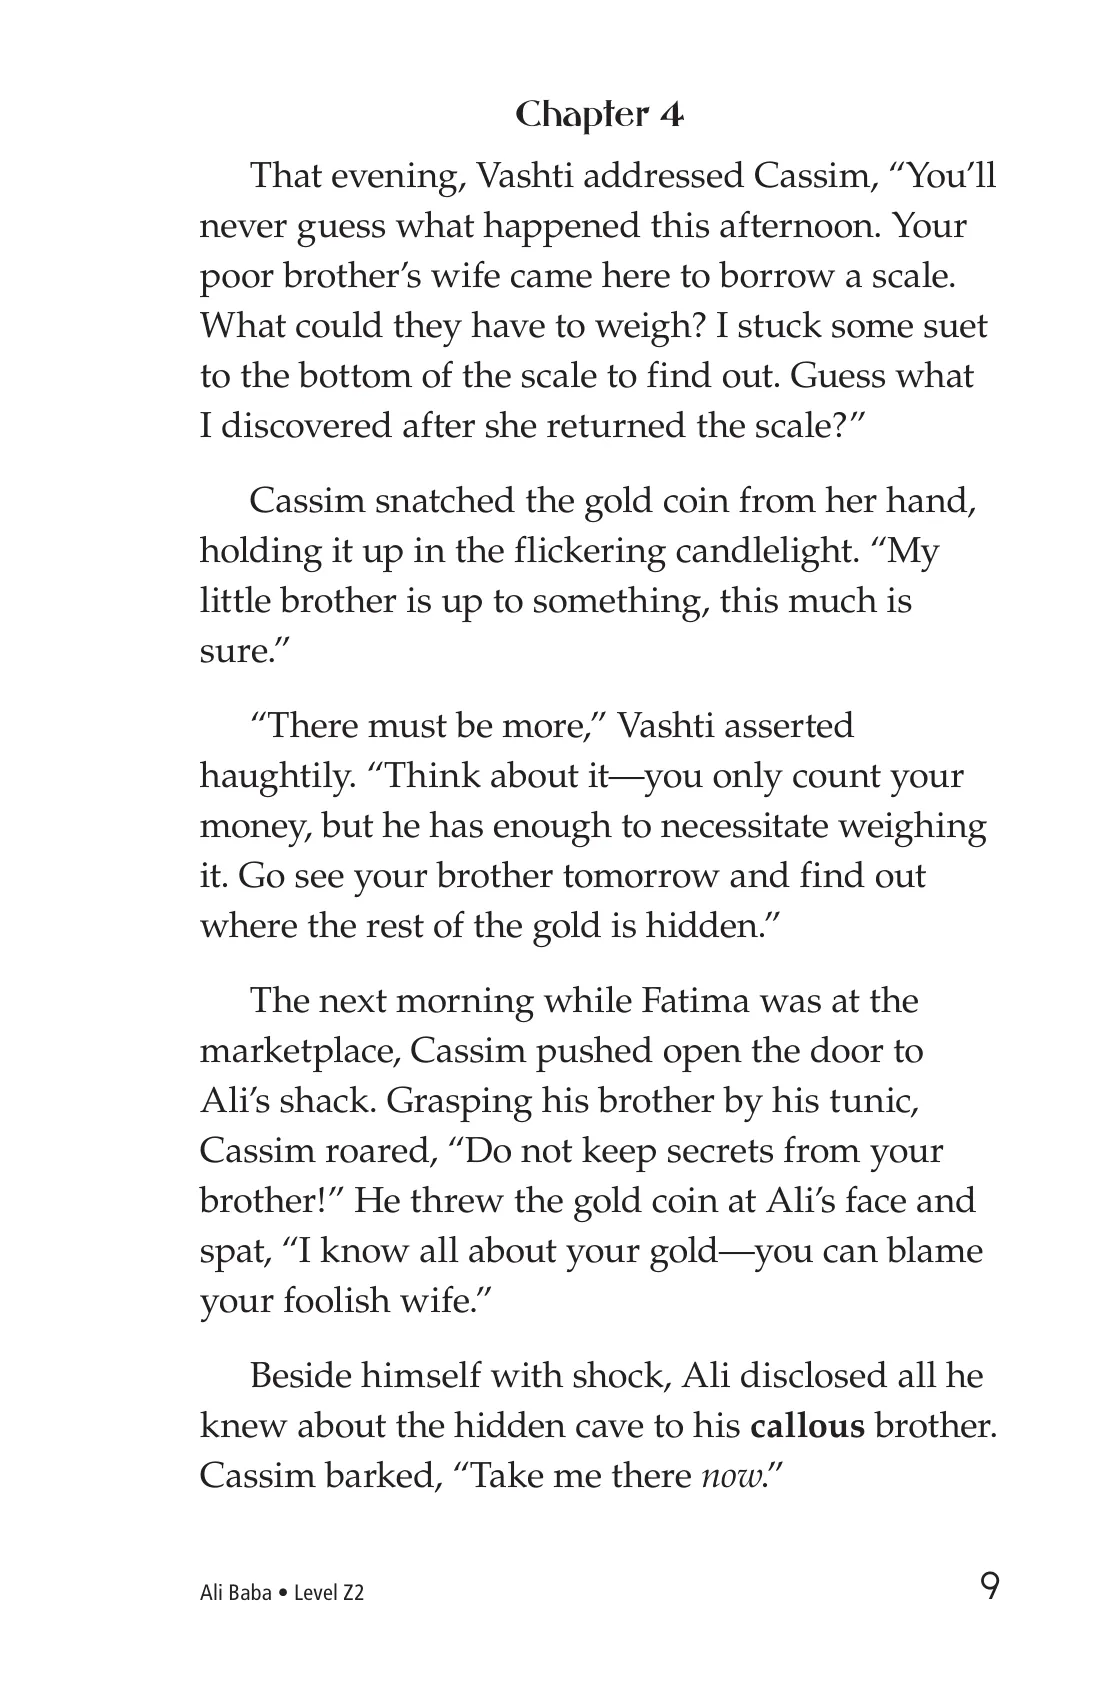 Chapter 4
That evening, Vashti addressed Cassim, “You’ll
never guess what happened this afternoon. Your
poor brother’s wife came here to borrow a scale.
What could they have to weigh? I stuck some suet
to the bottom of the scale to find out. Guess what
I discovered after she returned the scale?”
Cassim snatched the gold coin from her hand,
holding it up in the flickering candlelight. “My
little brother is up to something, this much is
sure.”
“There must be more,” Vashti asserted
haughtily. “Think about it—you only count your
money, but he has enough to necessitate weighing
it. Go see your brother tomorrow and find out
where the rest of the gold is hidden.”
The next morning while Fatima was at the
marketplace, Cassim pushed open the door to
Ali’s shack. Grasping his brother by his tunic,
Cassim roared, “Do not keep secrets from your
brother!” He threw the gold coin at Ali’s face and
spat, “I know all about your gold—you can blame
your foolish wife.”
Beside himself with shock, Ali disclosed all he
knew about the hidden cave to his callous brother.
Cassim barked, “Take me there now.”
Ali Baba • Level Z2
9